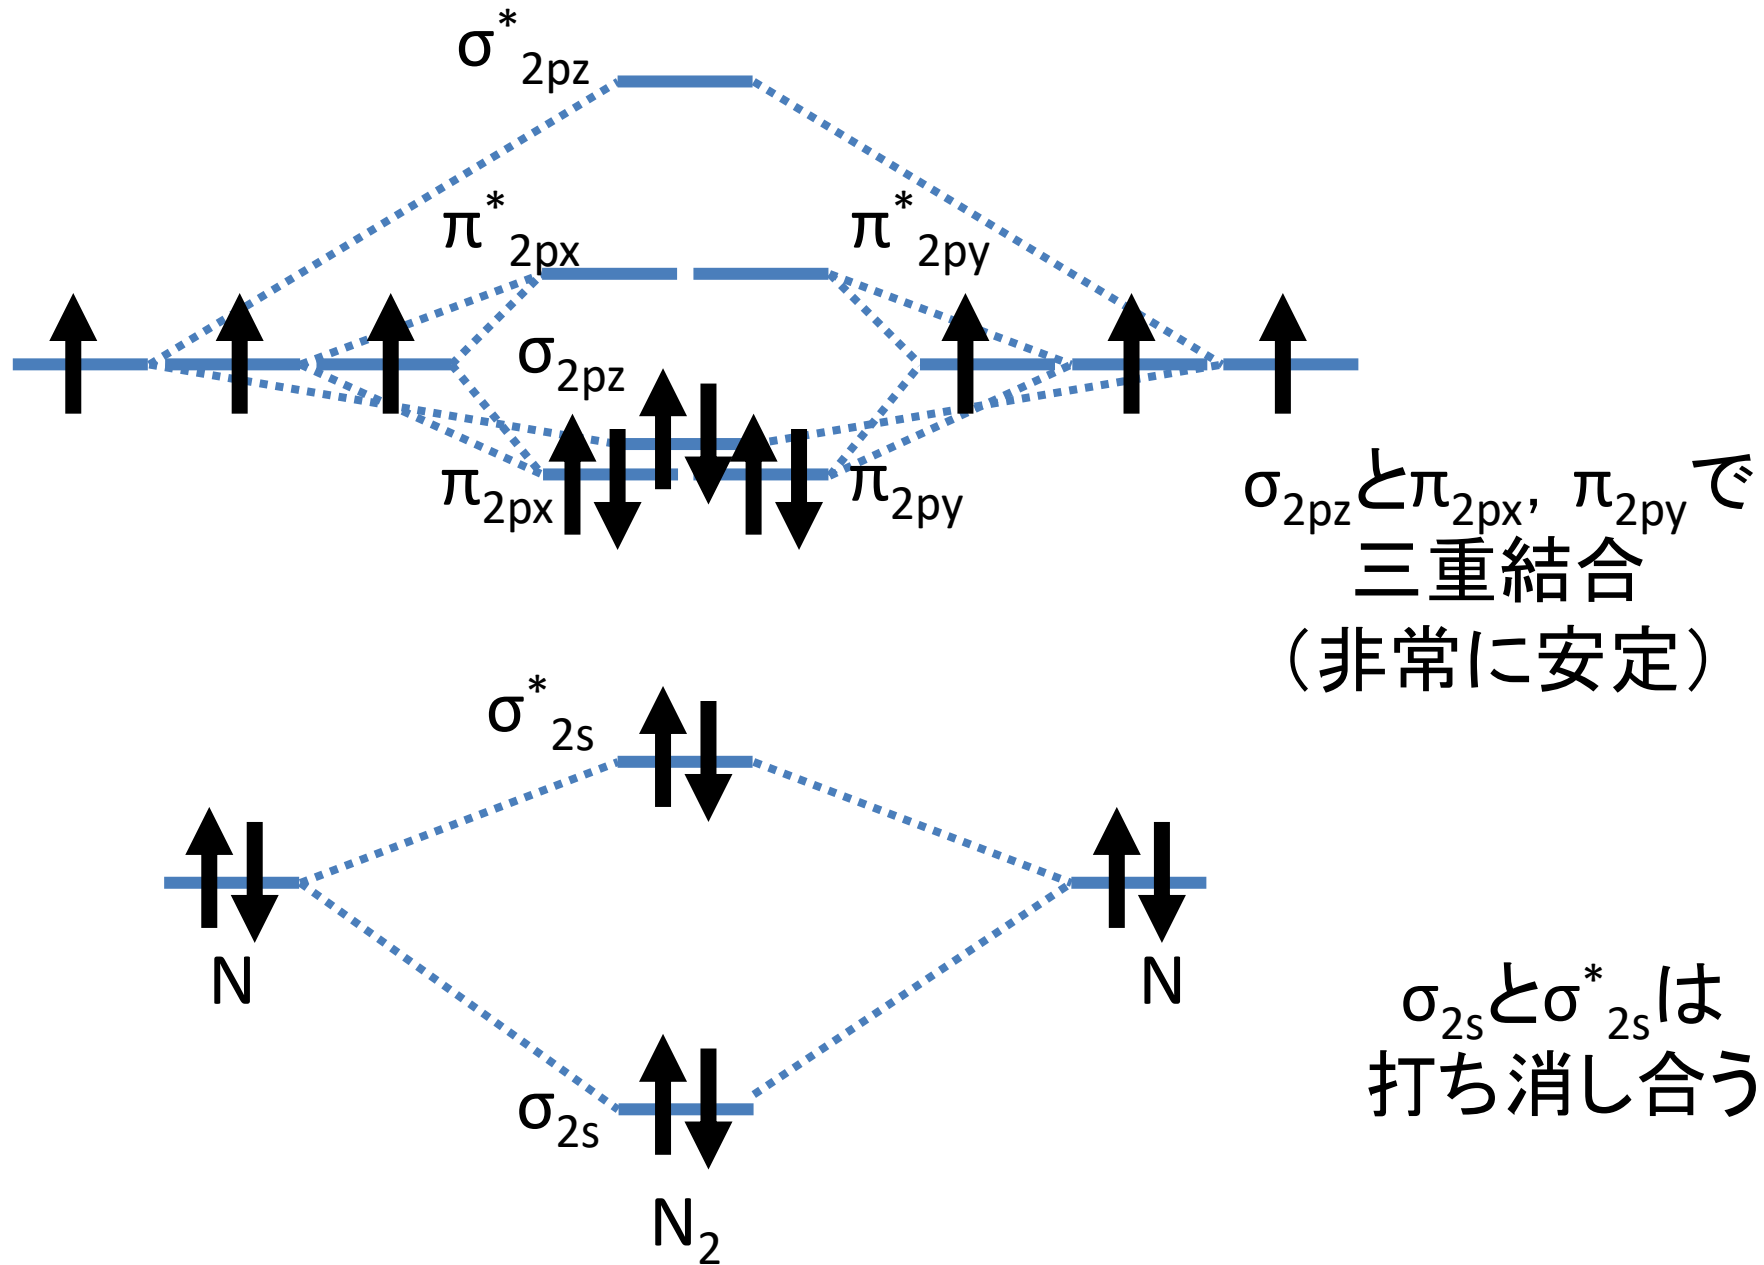 σ*2pz
π*2px
π*2py
σ2pz
π2px
π2py
σ2pzとπ2px, π2pyで
三重結合
（非常に安定）
σ*2s
N
N
σ2sとσ*2sは
打ち消し合う
σ2s
N2